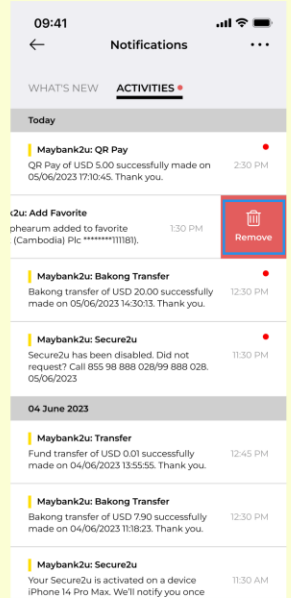 09:41
Notifications
WHAT'S NEW ACTIVITIES
Today
Maybank2u: QR Pay
QR Pay of USD 5.00 successfully made on 2:30 PM
05/06/2023 17:10:45. Thank you.
2u: Add Favorite
phearum added to favorite 1:30 PM
(Cambodia) Plc ********111181).
Remove
Maybank2u: Bakong Transfer
Bakong transfer of USD 20.00 successfully 12:30 PM
made on 05/06/2023 14:30:13. Thank you.
Maybank2u: Secure2u
Secure2u has been disabled. Did not 11:30 PM
request? Call 855 98 888 028/99 888 028.
05/06/2023
04 June 2023
Maybank2u: Transfer
Fund transfer of USD 0.01 successfully 12:45 PM
made on 04/06/2023 13:55:55. Thank you.
Maybank2u: Bakong Transfer
Bakong transfer of USD 7.90 successfully 12:30 PM
made on 04/06/2023 11:18:23. Thank you.
Maybank2u: Secure2u
Your Secure2u is activated on a device 11:30 AM
iPhone 14 Pro Max. We'll notify you once